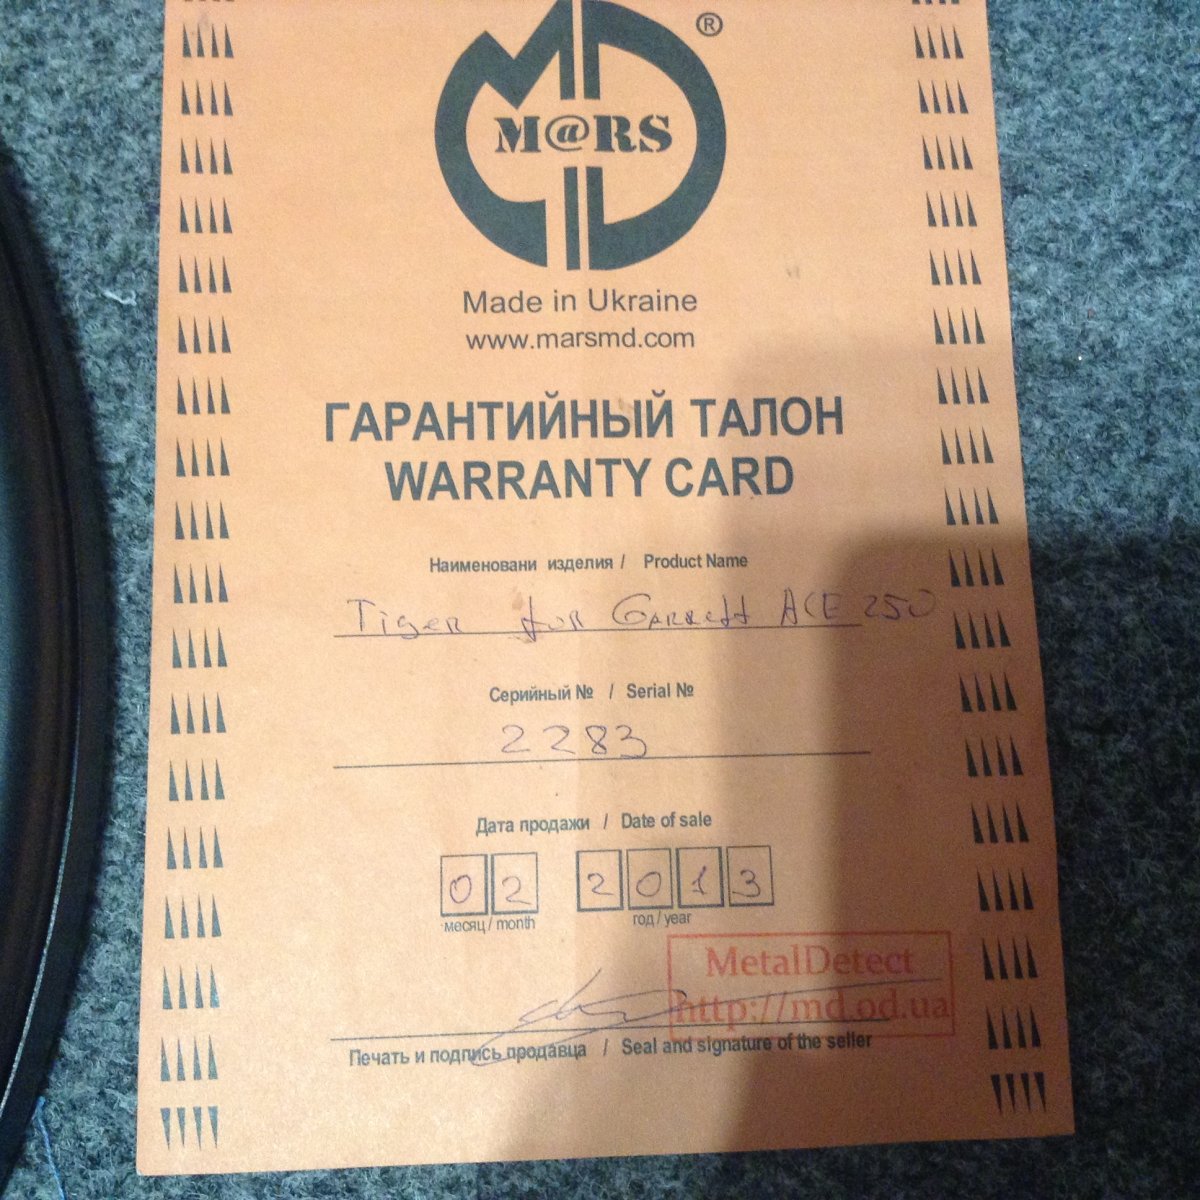 ®
M@RS
Made in Ukraine
www.marsmd.com
ГАРАНТИЙНЫЙ ТАЛОН
WARRANTY CARD
Наименовани изделия / Product Name
Tiger for Garrett ACE 250
Серийный № / Serial №
2283
Дата продажи / Date of sale
02 2013
месяц / month год / year
MetalDetect
http://md.od.ua
Печать и подпись продавца / Seal and signature of the seller